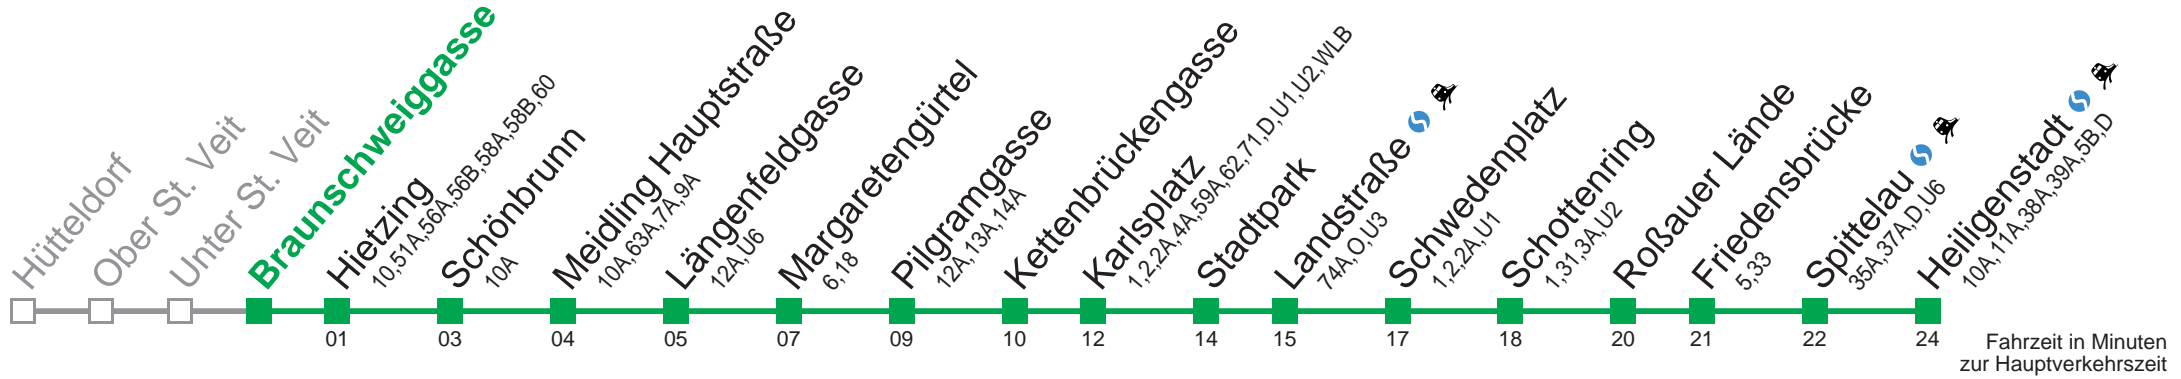 Hütteldorf
Ober St. Veit
Unter St. Veit
Braunschweiggasse
Hietzing
10,51A,56A,56B,58A,58B,60
01
Schönbrunn
10A
03
Meidling Hauptstraße
10A,63A,7A,9A
04
Längenfeldgasse
12A,U6
05
Margaretengürtel
6,18
07
Pilgramgasse
12A,13A,14A
09
Kettenbrückengasse
10
Karlsplatz
1,2,2A,4A,59A,62,71,D,U1,U2,WLB
12
Stadtpark
14
Landstraße
74A,O,U3
15
Schwedenplatz
1,2,2A,U1
17
Schottenring
1,31,3A,U2
18
Roßauer Lände
20
Friedensbrücke
5,33
21
Spittelau
35A,37A,D,U6
22
Heiligenstadt
10A,11A,38A,39A,5B,D
24
Fahrzeit in Minuten
zur Hauptverkehrszeit